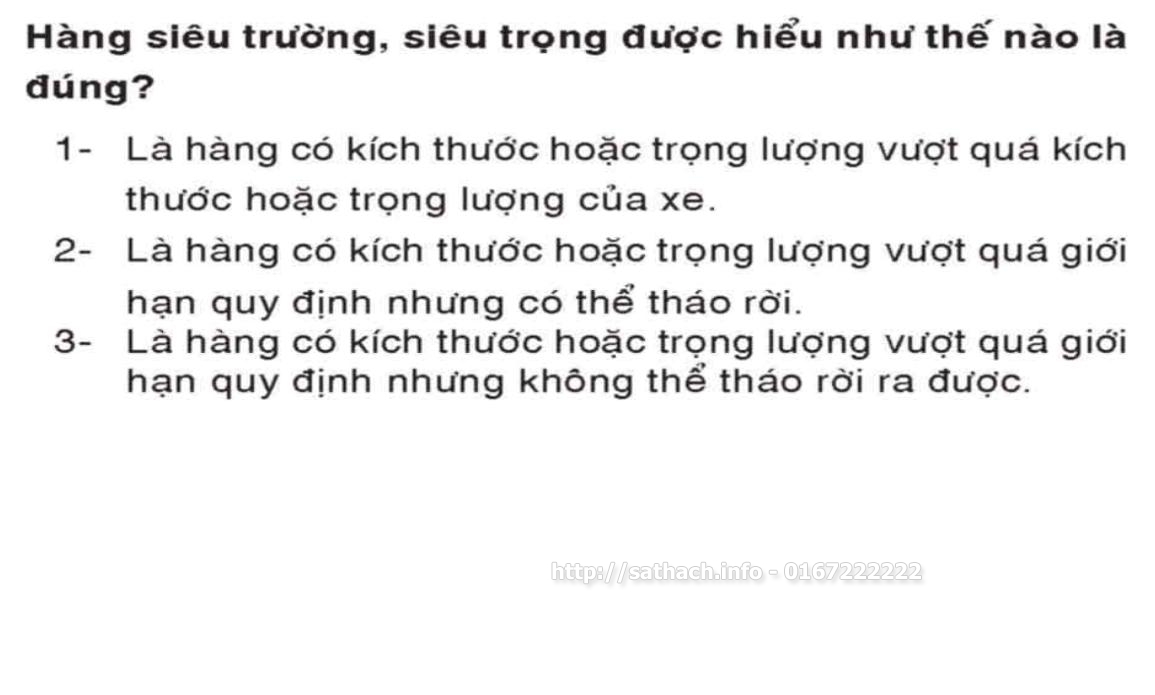 Hàng siêu trường, siêu trọng được hiểu như thế nào là
đúng?
1- Là hàng có kích thước hoặc trọng lượng vượt quá kích
thước hoặc trọng lượng của xe.
2- Là hàng có kích thước hoặc trọng lượng vượt quá giới
hạn quy định nhưng có thể tháo rời.
3- Là hàng có kích thước hoặc trọng lượng vượt quá giới
hạn quy định nhưng không thể tháo rời ra được.
http://sathach.info - 0167222222